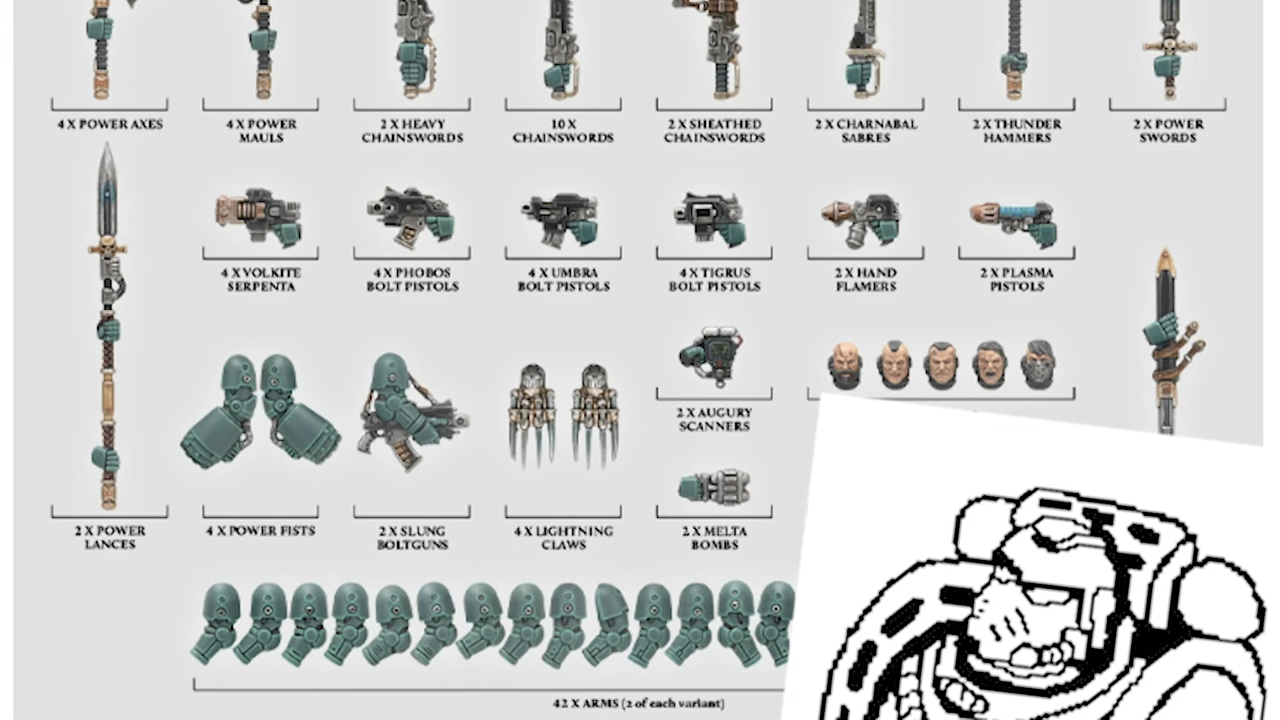 4 X POWER AXES
4 X POWER
MAULS
2 X HEAVY
CHAINSWORDS
10 X
CHAINSWORDS
2 X SHEATHED
CHAINSWORDS
2 X CHARNABAL
SABRES
2 X THUNDER
HAMMERS
2 X POWER
SWORDS
4 X VOLKITE
SERPENTA
4 X PHOBOS
BOLT PISTOLS
4 X UMBRA
BOLT PISTOLS
4 X TIGRUS
BOLT PISTOLS
2 X HAND
FLAMERS
2 X PLASMA
PISTOLS
2 X AUGURY
SCANNERS
2 X POWER
LANCES
4 X POWER FISTS
2 X SLUNG
BOLTGUNS
4 X LIGHTNING
CLAWS
2 X MELTA
BOMBS
42 X ARMS (2 of each variant)